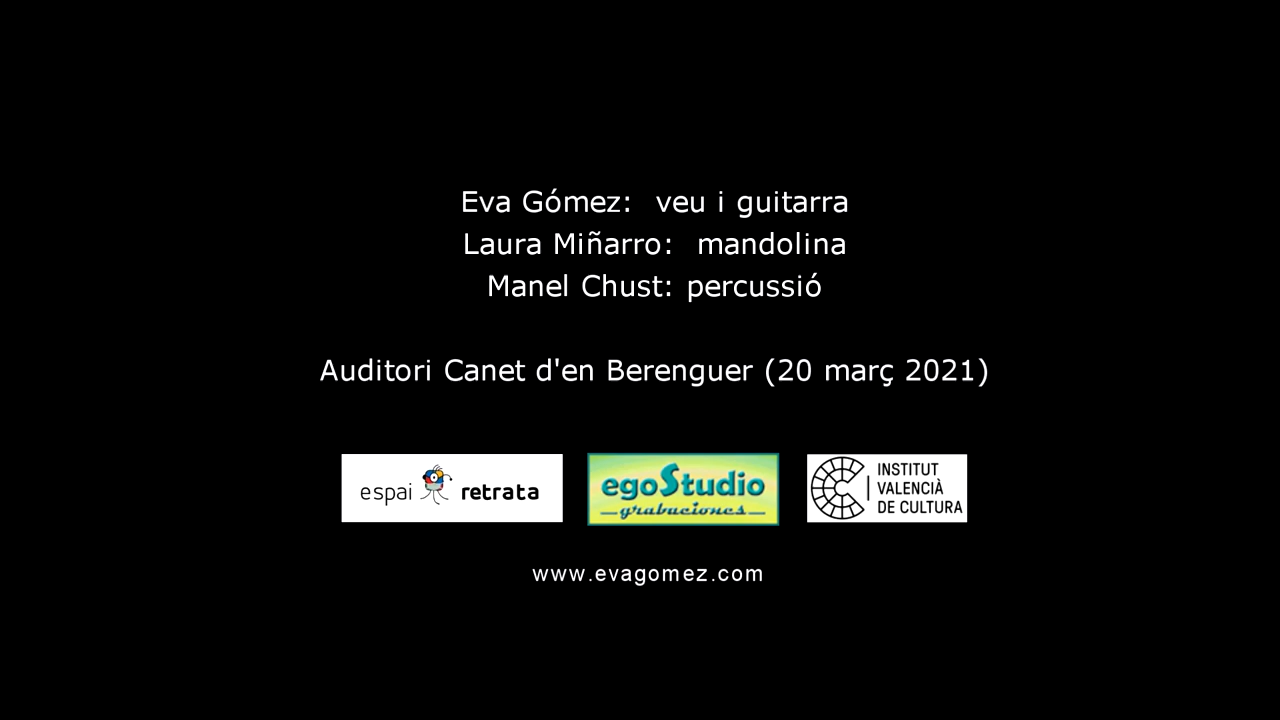 Eva Gómez:  veu i guitarra
Laura Miñarro:  mandolina
Manel Chust: percussió
Auditori Canet d'en Berenguer (20 març 2021)
espai retrata
egoStudio
grabaciones
INSTITUT
VALENCIÀ
DE CULTURA
www.evagomez.com